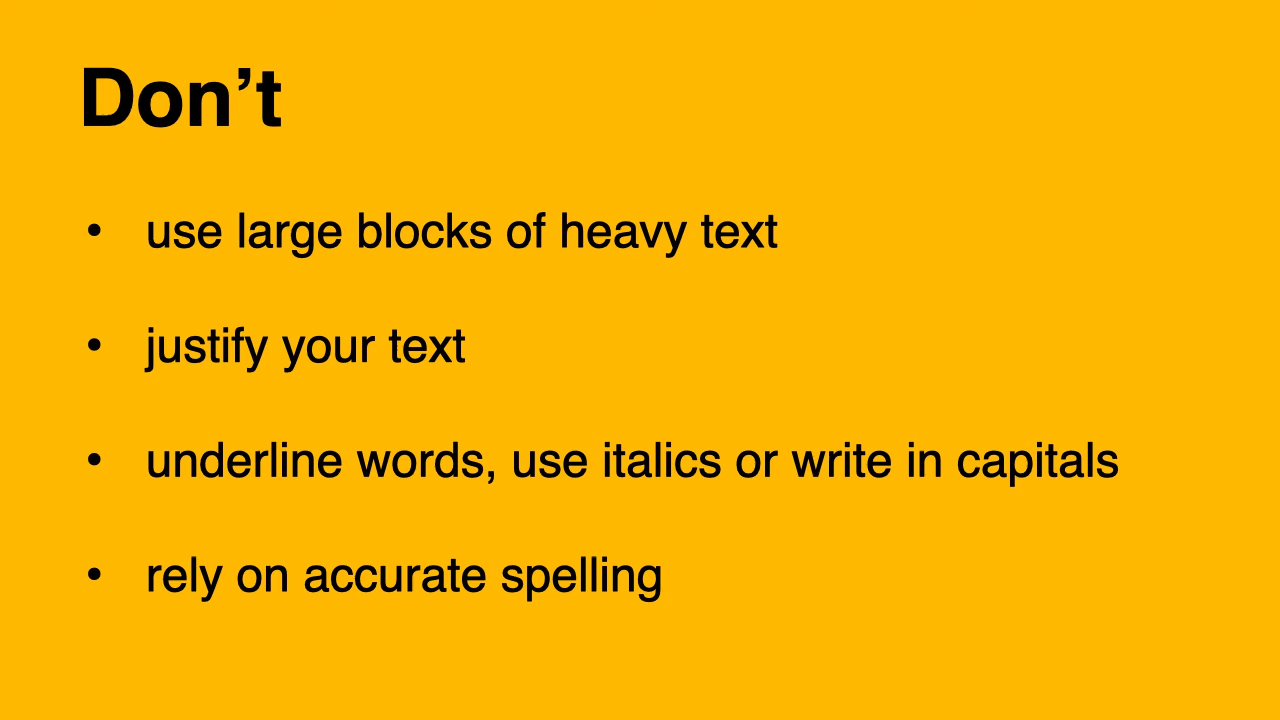 Don’t
• use large blocks of heavy text
• justify your text
• underline words, use italics or write in capitals
• rely on accurate spelling